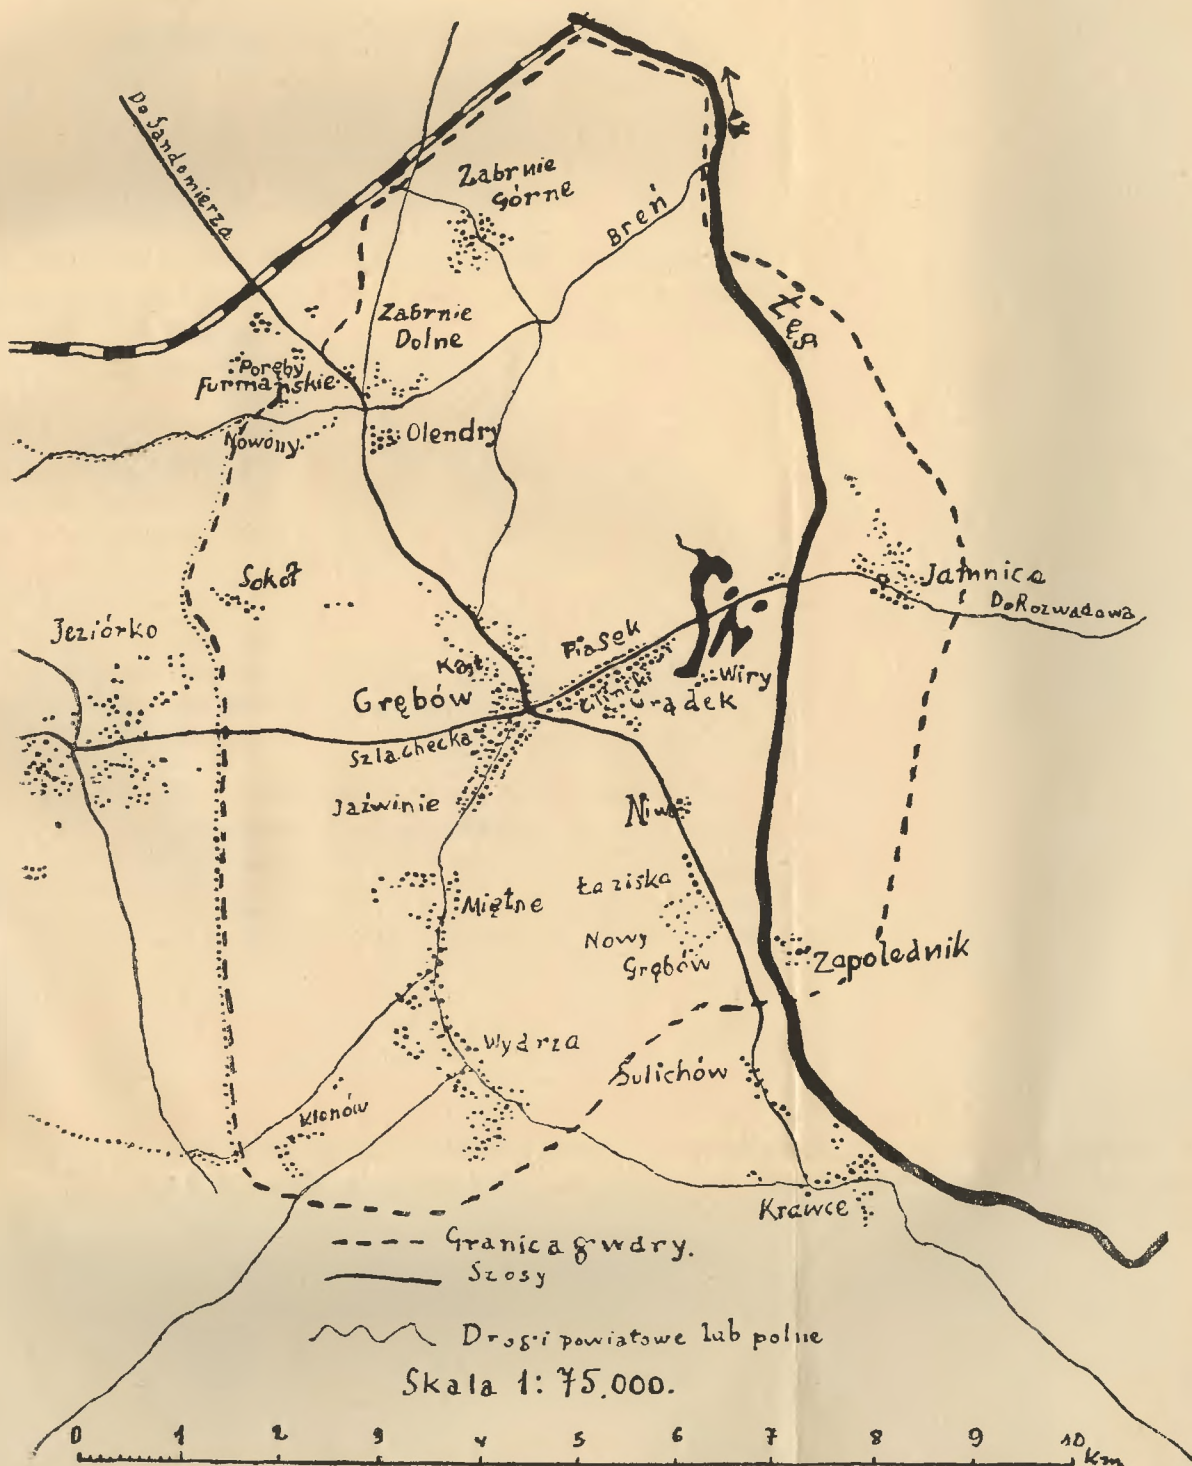 Do Sandomierza
Zabrnie
Górne
Breń
Zabrnie
Dolne
Łęg
Poręby
Furmańskie
Nowiny
Olendry
Sokół
Jamnica
Do Rozwadowa
Jeziórko
Piasek
Kąt
Grębów
Wiry
Grądek
Szlachecka
Jaźwinie
Niwa
Łaziska
Miętne
Nowy
Grębów
Zapolednik
Wydrza
Sulichów
Klonów
Krawce
Granica gwary.
Szosy
Drogi powiatowe lub polne
Skala 1: 75.000.
0 1 2 3 4 5 6 7 8 9 10 Km